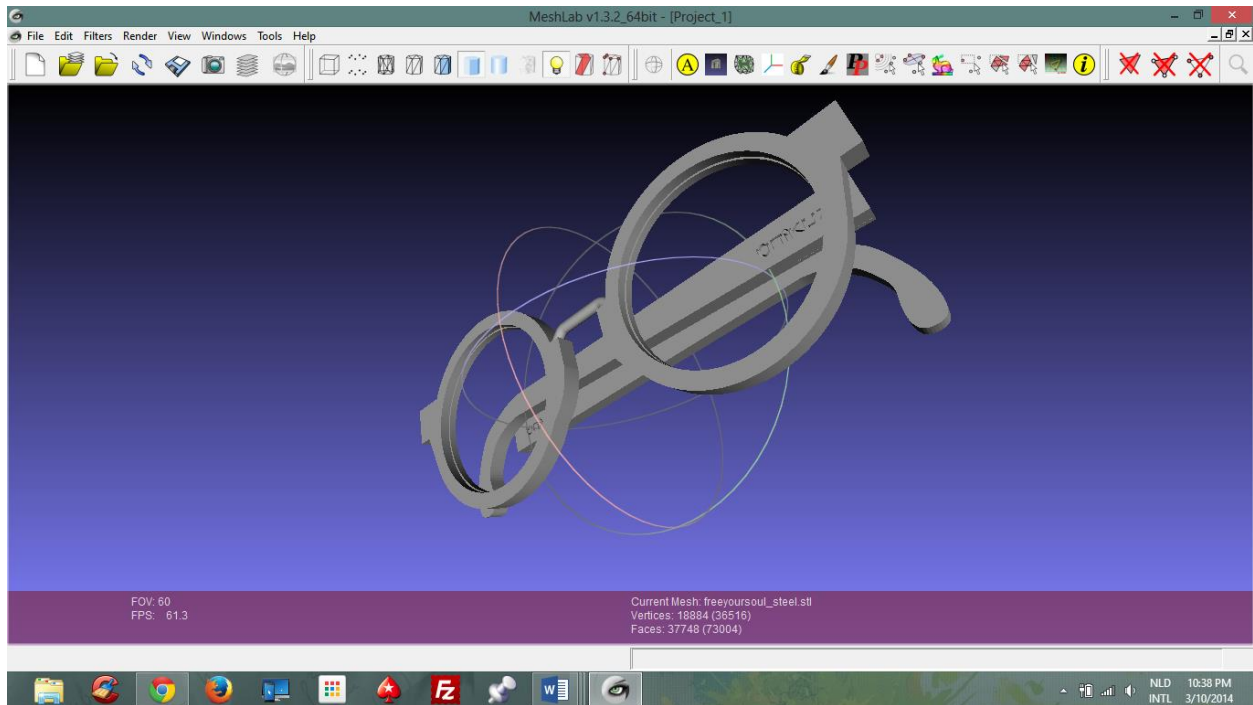 MeshLab v1.3.2_64bit - [Project_1]
File Edit Filters Render View Windows Tools Help
A
i
FOV: 60
FPS: 61.3
Current Mesh: freeyoursoul_steel.stl
Vertices: 18884 (36516)
Faces: 37748 (73004)
Fz
W
NLD 10:38 PM
INTL 3/10/2014